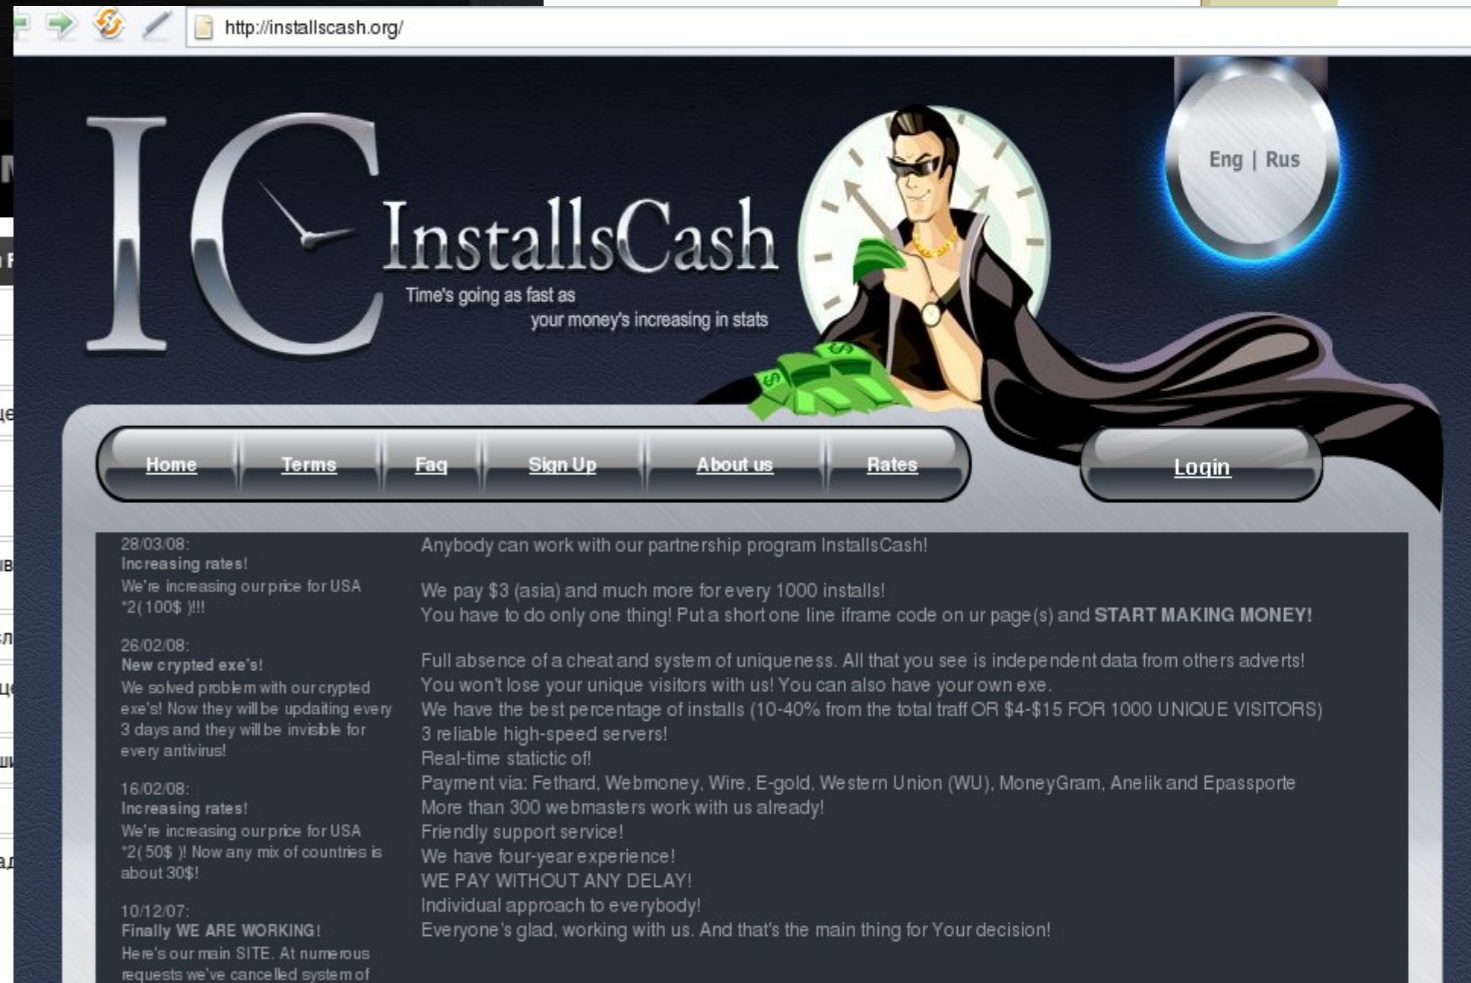 http://installscash.org/
Eng | Rus
IC
InstallsCash
Time's going as fast as
your money's increasing in stats
Home
Terms
Faq
Sign Up
About us
Rates
Login
28/03/08:
Increasing rates!
We're increasing our price for USA
*2( 100$ )!!!
26/02/08:
New crypted exe's!
We solved problem with our crypted
exe's! Now they will be updaiting every
3 days and they will be invisible for
every antivirus!
16/02/08:
Increasing rates!
We're increasing our price for USA
*2( 50$ )! Now any mix of countries is
about 30$!
10/12/07:
Finally WE ARE WORKING!
Here's our main SITE. At numerous
requests we've cancelled system of
Anybody can work with our partnership program InstallsCash!
We pay $3 (asia) and much more for every 1000 installs!
You have to do only one thing! Put a short one line iframe code on ur page(s) and START MAKING MONEY!
Full absence of a cheat and system of uniqueness. All that you see is independent data from others adverts!
You won't lose your unique visitors with us! You can also have your own exe.
We have the best percentage of installs (10-40% from the total traff OR $4-$15 FOR 1000 UNIQUE VISITORS)
3 reliable high-speed servers!
Real-time statictic of!
Payment via: Fethard, Webmoney, Wire, E-gold, Western Union (WU), MoneyGram, Anelik and Epassporte
More than 300 webmasters work with us already!
Friendly support service!
We have four-year experience!
WE PAY WITHOUT ANY DELAY!
Individual approach to everybody!
Everyone's glad, working with us. And that's the main thing for Your decision!